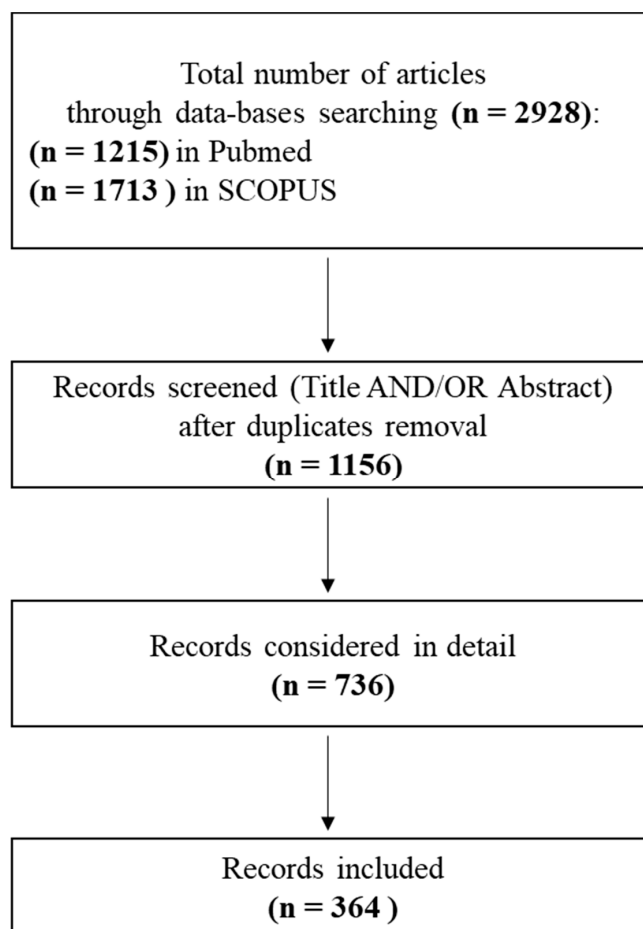 Total number of articles
through data-bases searching (n = 2928):
(n = 1215) in Pubmed
(n = 1713 ) in SCOPUS
Records screened (Title AND/OR Abstract)
after duplicates removal
(n = 1156)
Records considered in detail
(n = 736)
Records included
(n = 364 )